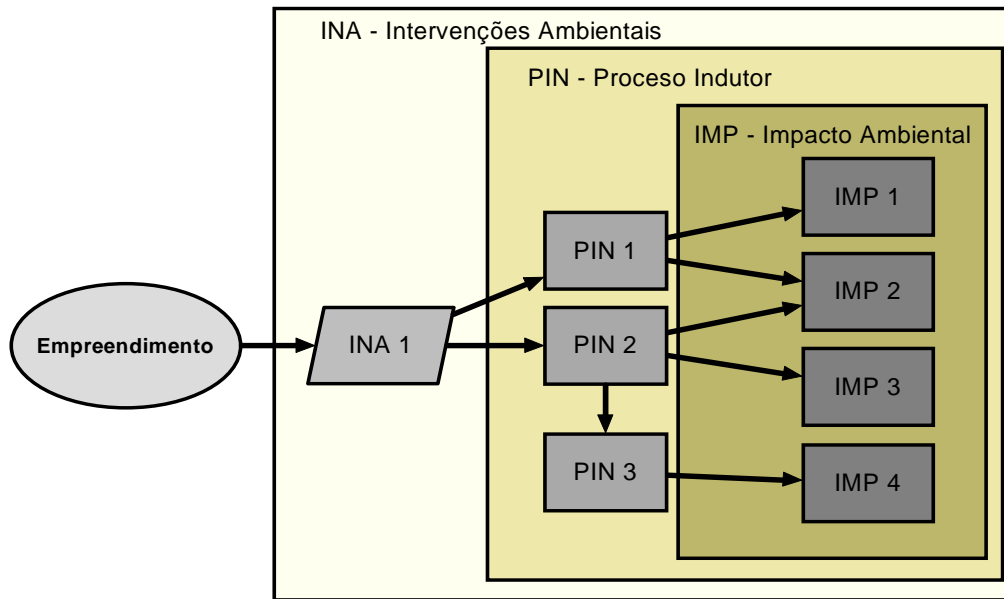 INA - Intervenções Ambientais
PIN - Proceso Indutor
IMP - Impacto Ambiental
IMP 1
PIN 1
IMP 2
Empreendimento
INA 1
PIN 2
IMP 3
PIN 3
IMP 4